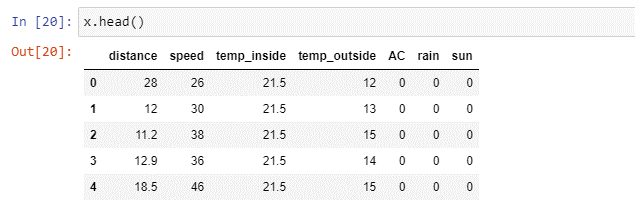 In [20]: x.head()
Out[20]:
distance speed temp_inside temp_outside AC rain sun
0 28 26 21.5 12 0 0 0
1 12 30 21.5 13 0 0 0
2 11.2 38 21.5 15 0 0 0
3 12.9 36 21.5 14 0 0 0
4 18.5 46 21.5 15 0 0 0